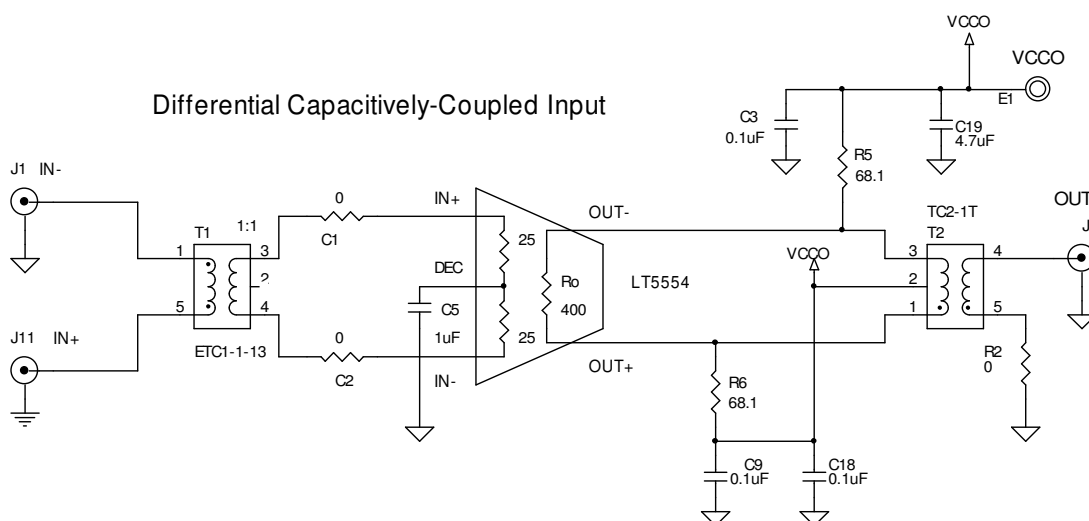 VCCO
VCCO
E1
Differential Capacitively-Coupled Input
C3
0.1uF
C19
4.7uF
R5
68.1
J1 IN-
0
C1
IN+
OUT-
TC2-1T
T2
OUT
J
T1
1:1
1
3
2
5
4
ETC1-1-13
25
DEC
C5
1uF
Ro
400
LT5554
25
VCCO
3
2
1
4
5
J11 IN+
0
C2
IN-
OUT+
R2
0
R6
68.1
C9
0.1uF
C18
0.1uF